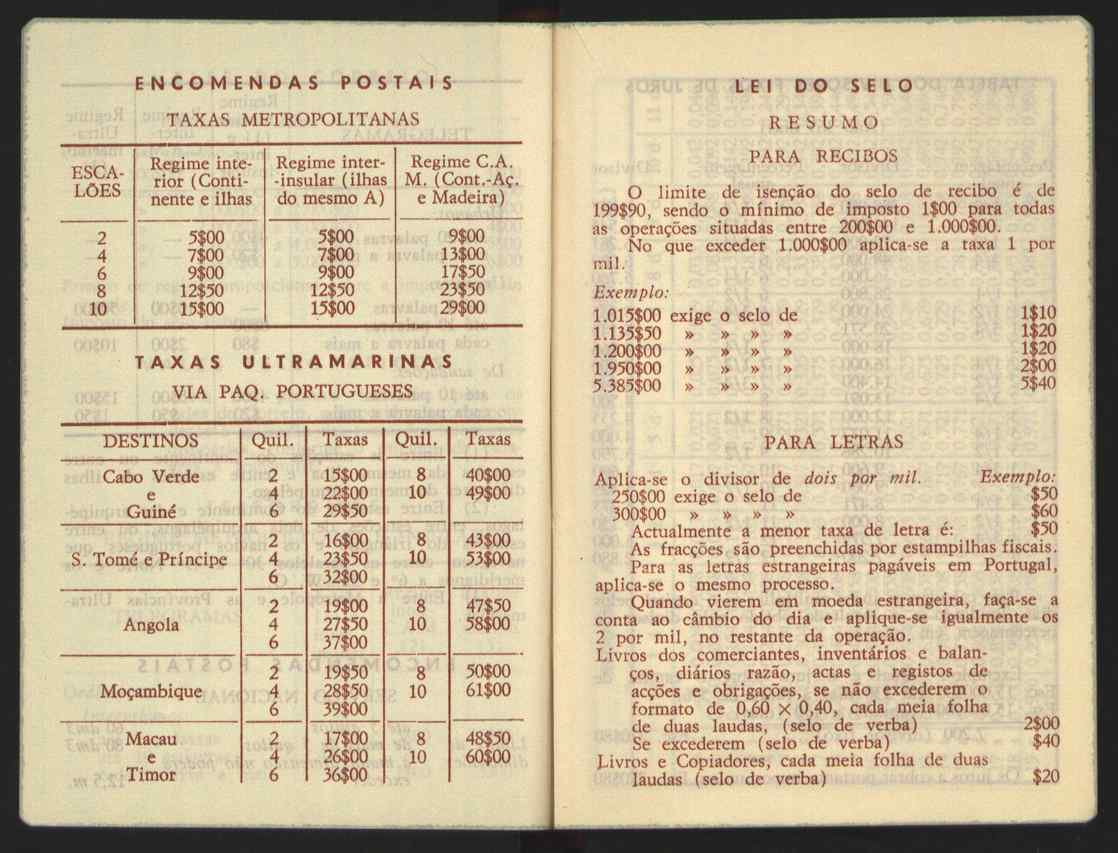 ENCOMENDAS POSTAIS
TAXAS METROPOLITANAS
ESCA-
LÕES
Regime inte-
rior (Conti-
nente e ilhas
Regime inter-
-insular (ilhas
do mesmo A)
Regime C.A.
M. (Cont.-Aç.
e Madeira)
2 5$00 5$00 9$00
4 7$00 7$00 13$00
6 9$00 9$00 17$50
8 12$50 12$50 23$50
10 15$00 15$00 29$00
TAXAS ULTRAMARINAS
VIA PAQ. PORTUGUESES
DESTINOS Quil. Taxas Quil. Taxas
Cabo Verde 2 15$00 8 40$00
e 4 22$00 10 49$00
Guiné 6 29$50
2 16$00 8 43$00
S. Tomé e Príncipe 4 23$50 10 53$00
6 32$00
2 19$00 8 47$50
Angola 4 27$50 10 58$00
6 37$00
2 19$50 8 50$00
Moçambique 4 28$50 10 61$00
6 39$00
Macau 2 17$00 8 48$50
e 4 26$00 10 60$00
Timor 6 36$00
LEI DO SELO
RESUMO
PARA RECIBOS
O limite de isenção do selo de recibo é de
199$90, sendo o mínimo de imposto 1$00 para todas
as operações situadas entre 200$00 e 1.000$00.
No que exceder 1.000$00 aplica-se a taxa 1 por
mil.
Exemplo:
1.015$00 exige o selo de 1$10
1.135$50 » » » » 1$20
1.200$00 » » » » 1$20
1.950$00 » » » » 2$00
5.385$00 » » » » 5$40
PARA LETRAS
Aplica-se o divisor de dois por mil. Exemplo:
250$00 exige o selo de $50
300$00 » » » » $60
Actualmente a menor taxa de letra é: $50
As fracções são preenchidas por estampilhas fiscais.
Para as letras estrangeiras pagáveis em Portugal,
aplica-se o mesmo processo.
Quando vierem em moeda estrangeira, faça-se a
conta ao câmbio do dia e aplique-se igualmente os
2 por mil, no restante da operação.
Livros dos comerciantes, inventários e balan-
ços, diários razão, actas e registos de
acções e obrigações, se não excederem o
formato de 0,60 × 0,40, cada meia folha
de duas laudas, (selo de verba) 2$00
Se excederem (selo de verba) $40
Livros e Copiadores, cada meia folha de duas
laudas (selo de verba) $20